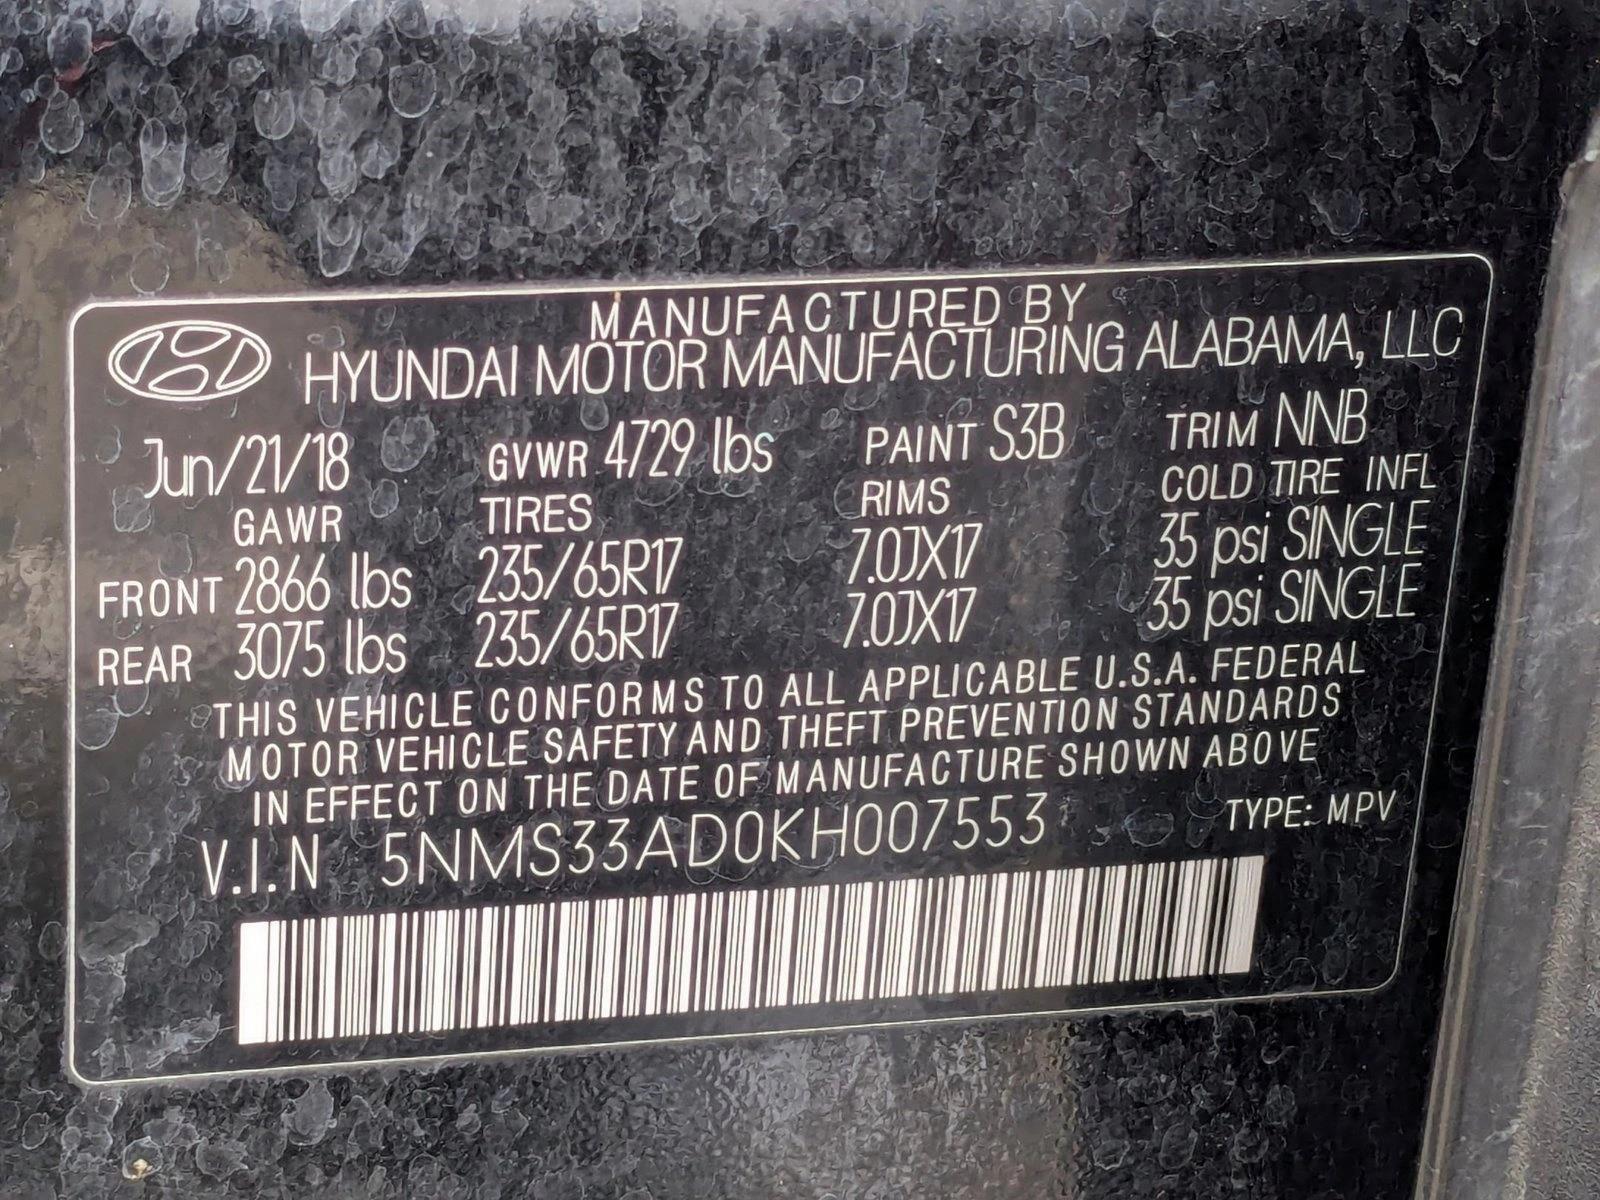 MANUFACTURED BY
HYUNDAI MOTOR MANUFACTURING ALABAMA, LLC
Jun/21/18 GVWR 4729 lbs PAINT S3B TRIM NNB
GAWR TIRES RIMS COLD TIRE INFL
FRONT 2866 lbs 235/65R17 7.0JX17 35 psi SINGLE
REAR 3075 lbs 235/65R17 7.0JX17 35 psi SINGLE
THIS VEHICLE CONFORMS TO ALL APPLICABLE U.S.A. FEDERAL
MOTOR VEHICLE SAFETY AND THEFT PREVENTION STANDARDS
IN EFFECT ON THE DATE OF MANUFACTURE SHOWN ABOVE
V.I.N 5NMS33AD0KH007553 TYPE: MPV